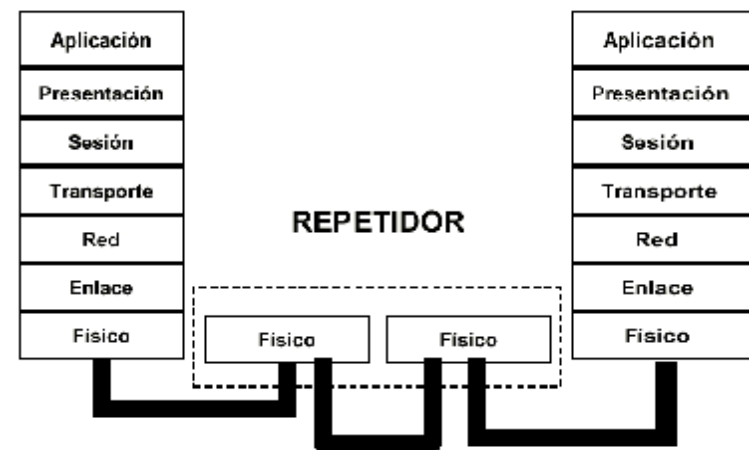 Aplicación
Presentación
Sesión
Transporte
Red
Enlace
Fisico
REPETIDOR
Fisico
Fisico
Aplicación
Presentación
Sesión
Transporte
Red
Enlace
Fisico